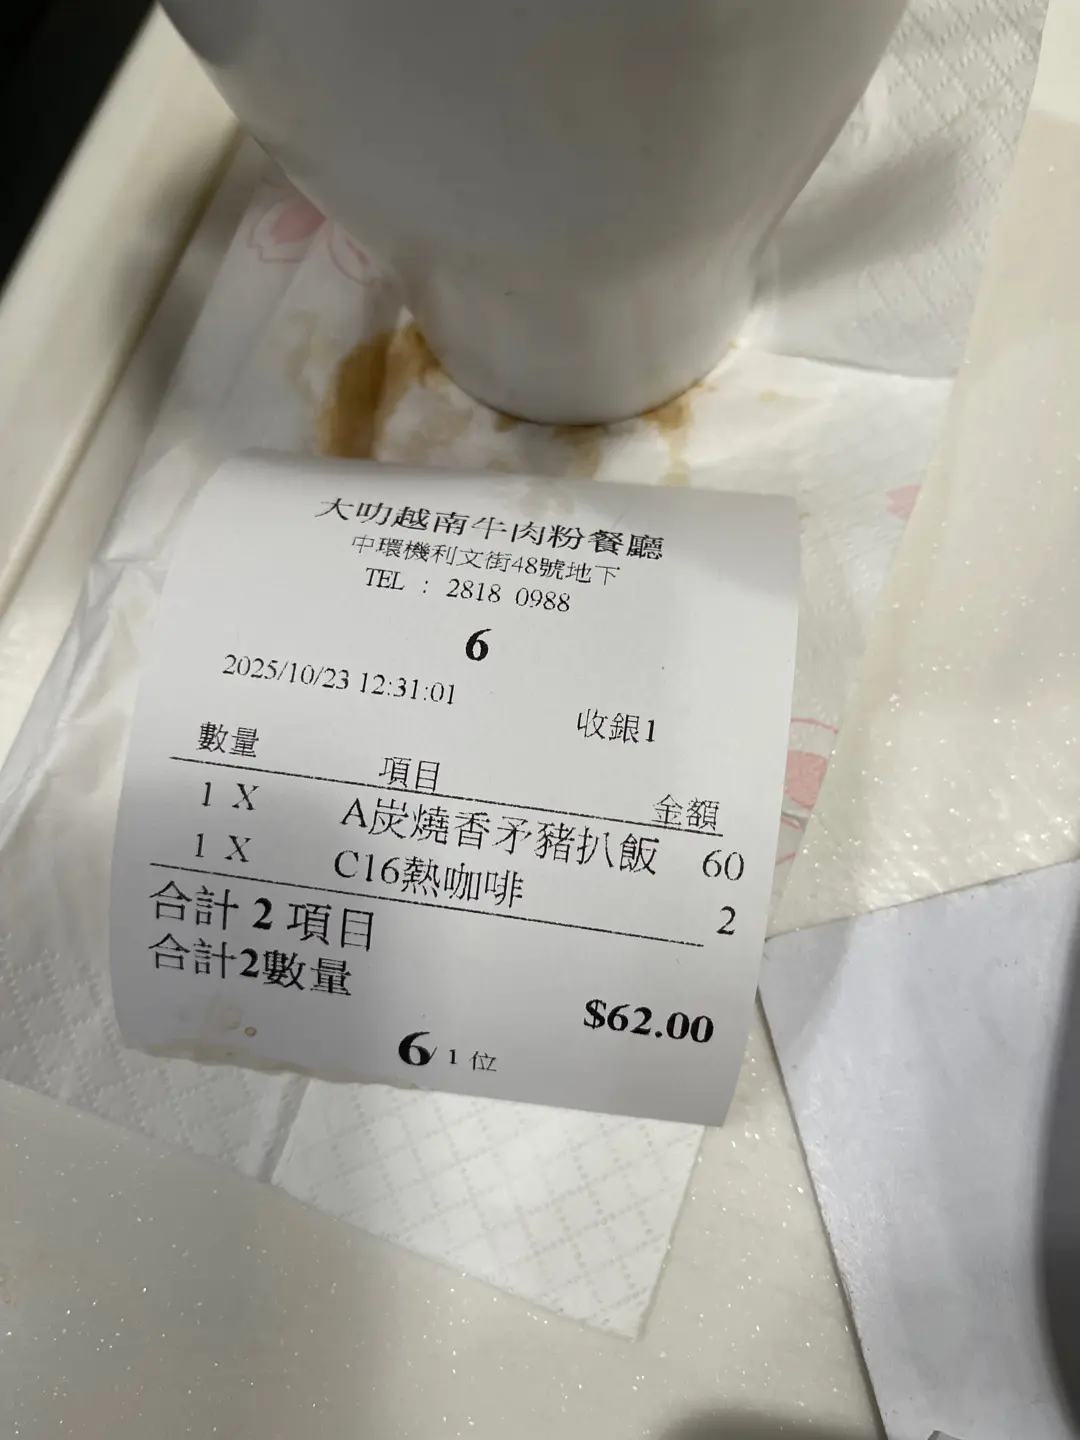 大叻越南牛肉粉餐廳
中環機利文街48號地下
TEL : 2818 0988
6
2025/10/23 12:31:01
收銀1
數量 項目 金額
1 X A炭燒香矛豬扒飯 60
1 X C16熱咖啡 2
合計 2 項目
合計2數量
$62.00
6/ 1 位